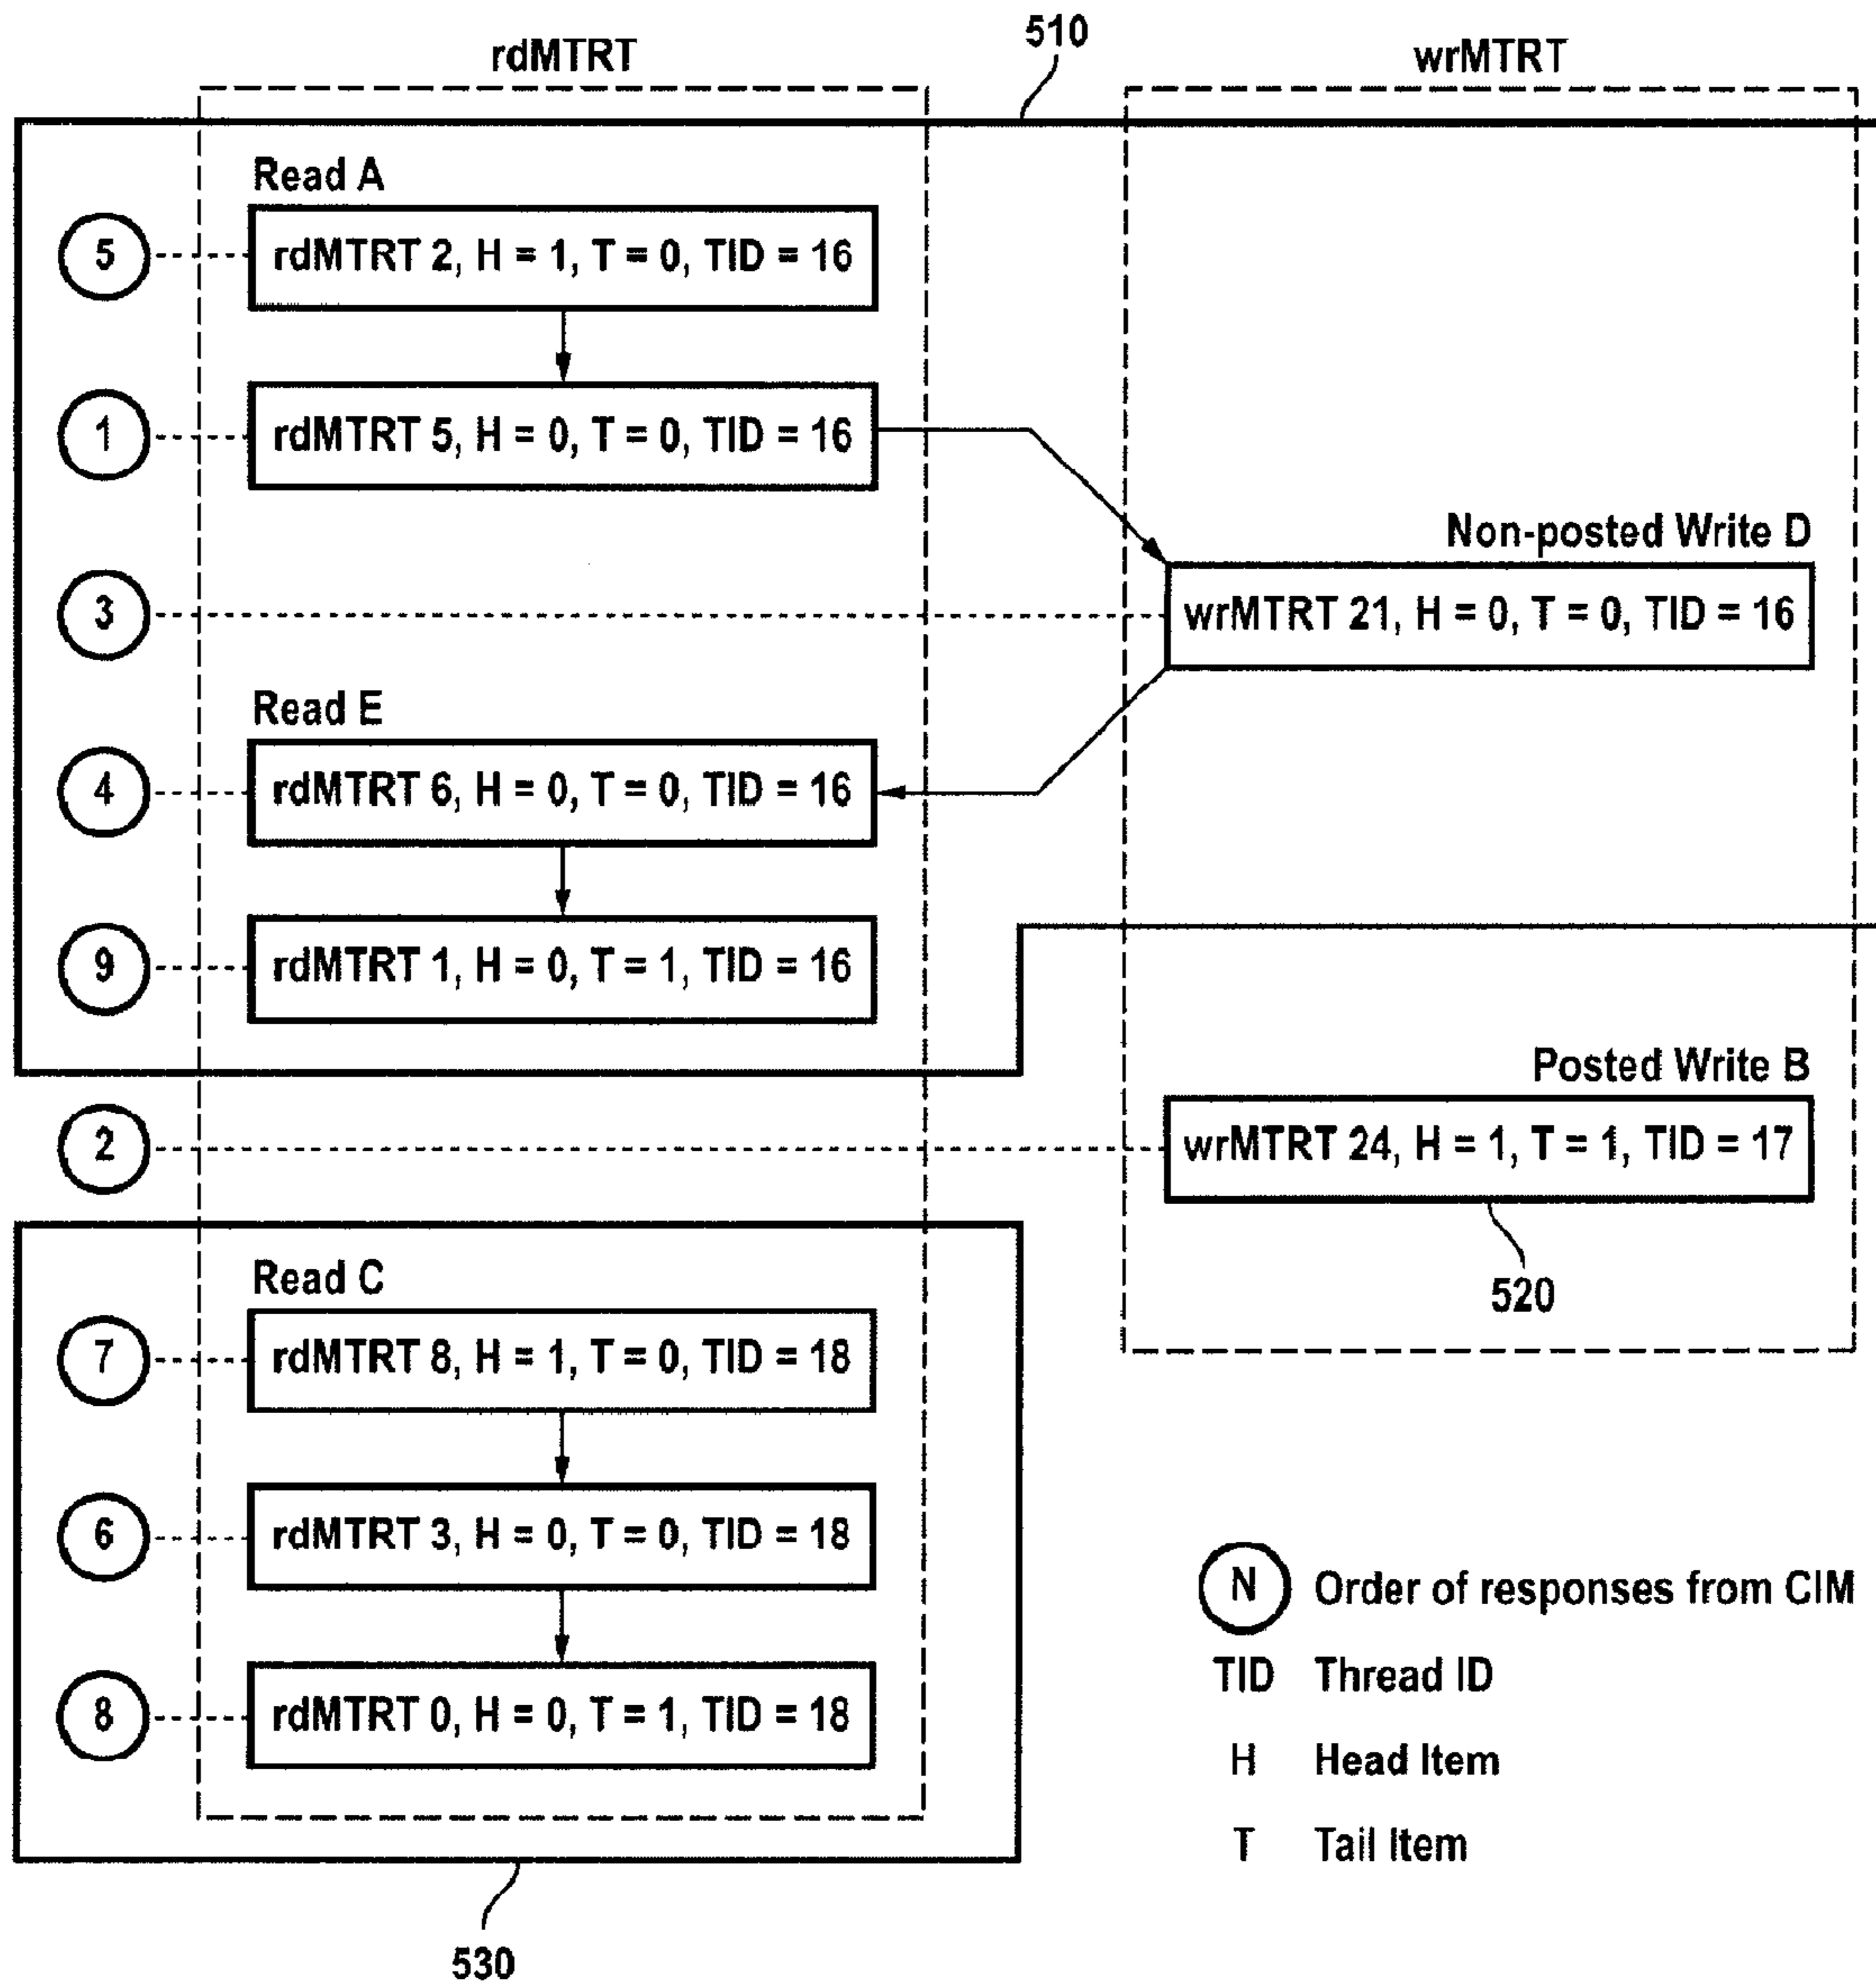 510
rdMTRT
wrMTRT
Read A
5
rdMTRT 2, H = 1, T = 0, TID = 16
1
rdMTRT 5, H = 0, T = 0, TID = 16
Non-posted Write D
3
wrMTRT 21, H = 0, T = 0, TID = 16
Read E
4
rdMTRT 6, H = 0, T = 0, TID = 16
9
rdMTRT 1, H = 0, T = 1, TID = 16
Posted Write B
2
wrMTRT 24, H = 1, T = 1, TID = 17
520
Read C
7
rdMTRT 8, H = 1, T = 0, TID = 18
6
rdMTRT 3, H = 0, T = 0, TID = 18
8
rdMTRT 0, H = 0, T = 1, TID = 18
530
N Order of responses from CIM
TID Thread ID
H Head Item
T Tail Item